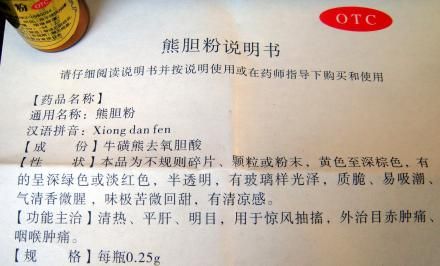 粉
OTC
熊胆粉说明书
请仔细阅读说明书并按说明使用或在药师指导下购买和使用
【药品名称】
通用名称：熊胆粉
汉语拼音：Xiong dan fen
【成 份】牛磺熊去氧胆酸
【性 状】本品为不规则碎片、颗粒或粉末，黄色至深棕色，有
的呈深绿色或淡红色，半透明，有玻璃样光泽，质脆、易吸潮、
气清香微腥，味极苦微回甜，有清凉感。
【功能主治】清热、平肝、明目，用于惊风抽搐，外治目赤肿痛、
咽喉肿痛。
【规 格】每瓶0.25g